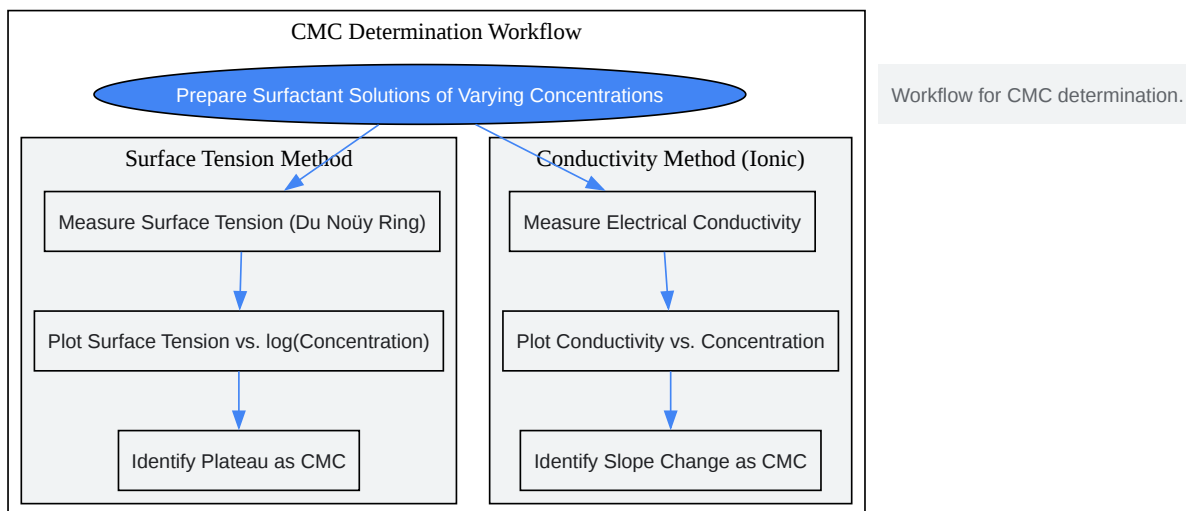 CMC Determination Workflow
Prepare Surfactant Solutions of Varying Concentrations
Workflow for CMC determination.
Surface Tension Method
Measure Surface Tension (Du Noüy Ring)
Plot Surface Tension vs. log(Concentration)
Identify Plateau as CMC
Conductivity Method (Ionic)
Measure Electrical Conductivity
Plot Conductivity vs. Concentration
Identify Slope Change as CMC